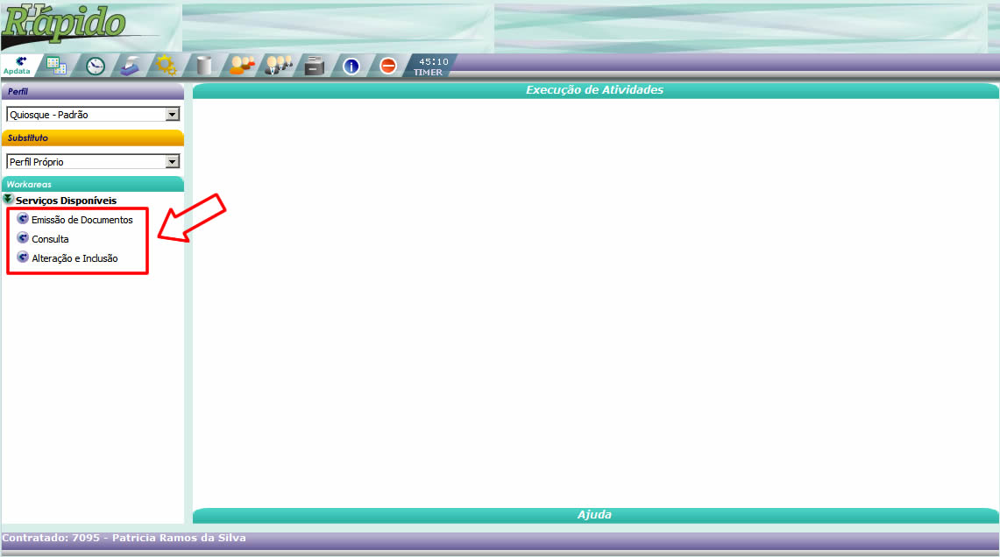 RHápido
Apdata
45:10
TIMER
Perfil
Execução de Atividades
Quiosque - Padrão
Substituto
Perfil Próprio
Workareas
Serviços Disponíveis
Emissão de Documentos
Consulta
Alteração e Inclusão
Ajuda
Contratado: 7095 - Patricia Ramos da Silva